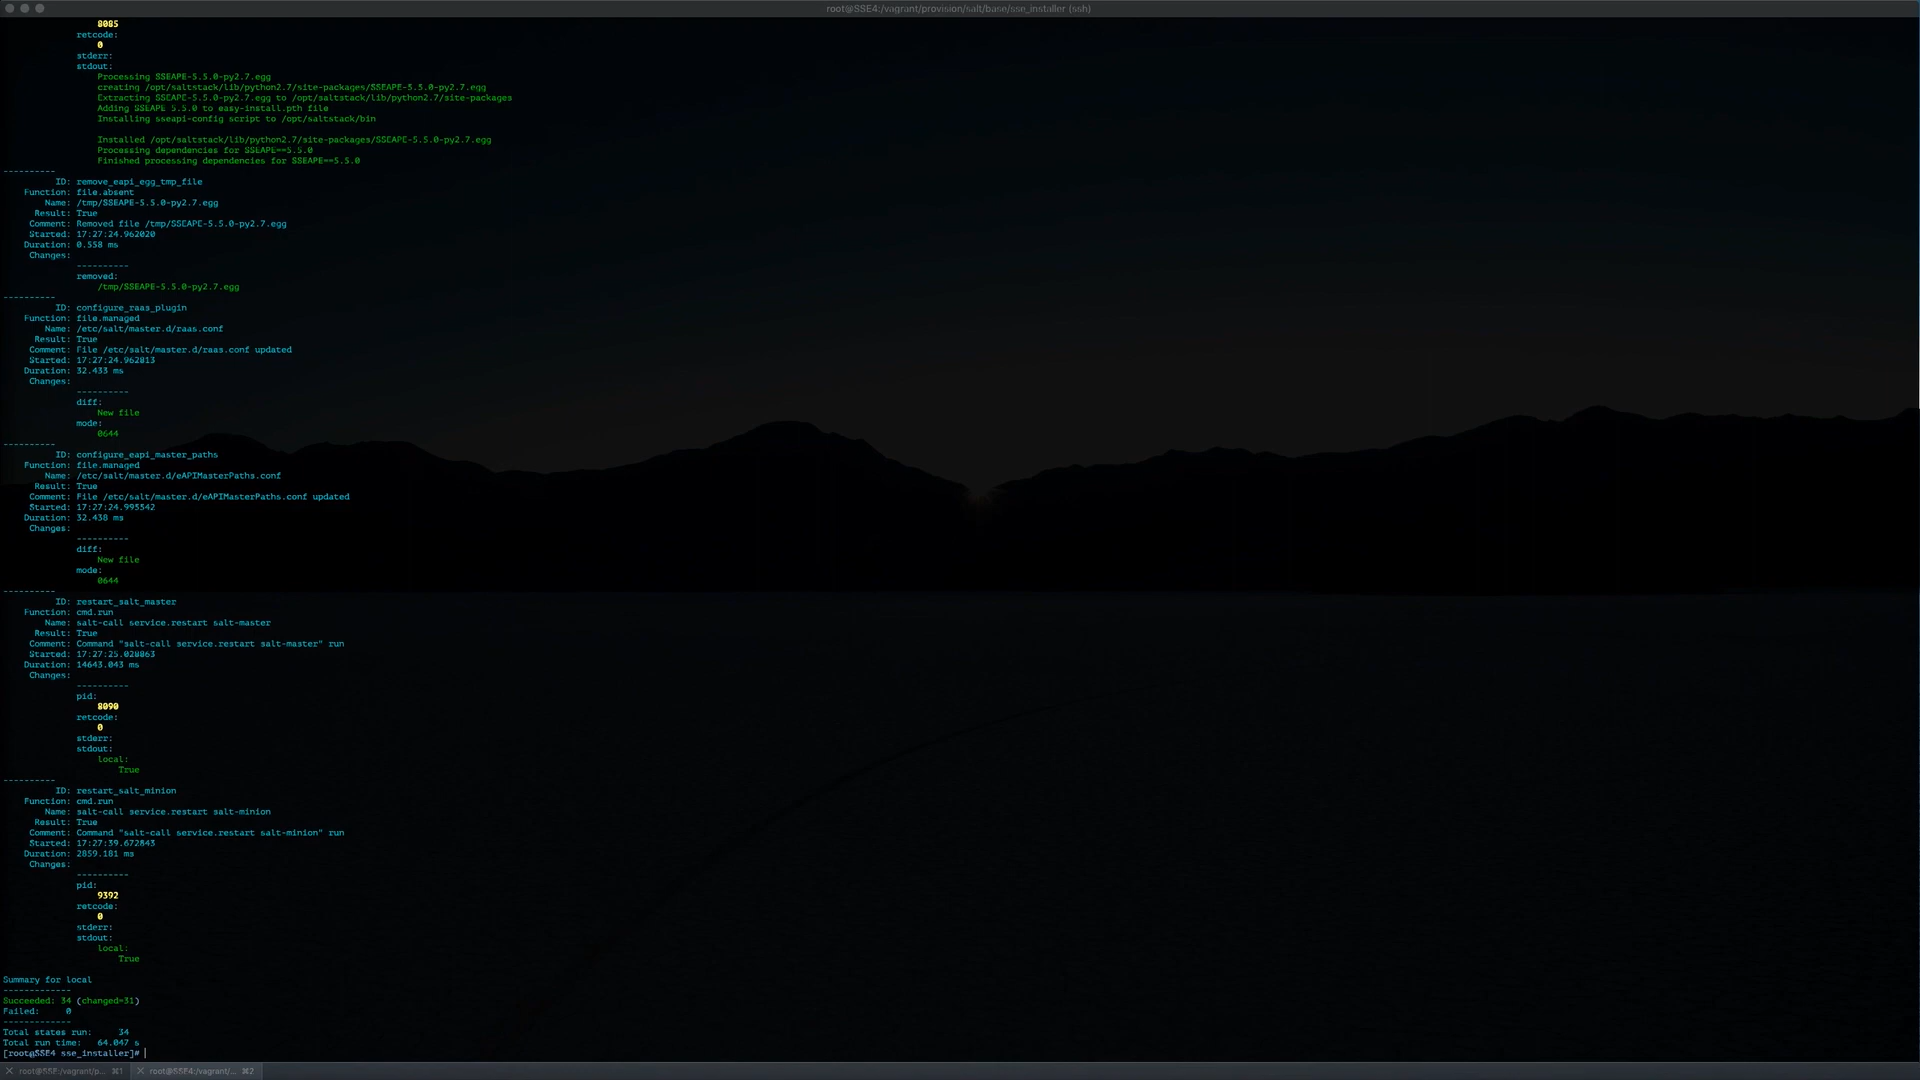 root@SSE4:/vagrant/provision/salt/base/sse_installer (ssh)
8085
retcode:
0
stderr:
stdout:
Processing SSEAPE-5.5.0-py2.7.egg
creating /opt/saltstack/lib/python2.7/site-packages/SSEAPE-5.5.0-py2.7.egg
Extracting SSEAPE-5.5.0-py2.7.egg to /opt/saltstack/lib/python2.7/site-packages
Adding SSEAPE 5.5.0 to easy-install.pth file
Installing sseapi-config script to /opt/saltstack/bin
Installed /opt/saltstack/lib/python2.7/site-packages/SSEAPE-5.5.0-py2.7.egg
Processing dependencies for SSEAPE==5.5.0
Finished processing dependencies for SSEAPE==5.5.0
----------
ID: remove_eapi_egg_tmp_file
Function: file.absent
Name: /tmp/SSEAPE-5.5.0-py2.7.egg
Result: True
Comment: Removed file /tmp/SSEAPE-5.5.0-py2.7.egg
Started: 17:27:24.962020
Duration: 0.558 ms
Changes:
----------
removed:
/tmp/SSEAPE-5.5.0-py2.7.egg
----------
ID: configure_raas_plugin
Function: file.managed
Name: /etc/salt/master.d/raas.conf
Result: True
Comment: File /etc/salt/master.d/raas.conf updated
Started: 17:27:24.962813
Duration: 32.433 ms
Changes:
----------
diff:
New file
mode:
0644
----------
ID: configure_eapi_master_paths
Function: file.managed
Name: /etc/salt/master.d/eAPIMasterPaths.conf
Result: True
Comment: File /etc/salt/master.d/eAPIMasterPaths.conf updated
Started: 17:27:24.995542
Duration: 32.438 ms
Changes:
----------
diff:
New file
mode:
0644
----------
ID: restart_salt_master
Function: cmd.run
Name: salt-call service.restart salt-master
Result: True
Comment: Command "salt-call service.restart salt-master" run
Started: 17:27:25.028863
Duration: 14643.043 ms
Changes:
----------
pid:
8090
retcode:
0
stderr:
stdout:
local:
True
----------
ID: restart_salt_minion
Function: cmd.run
Name: salt-call service.restart salt-minion
Result: True
Comment: Command "salt-call service.restart salt-minion" run
Started: 17:27:39.672843
Duration: 2859.181 ms
Changes:
----------
pid:
9392
retcode:
0
stderr:
stdout:
local:
True
Summary for local
-------------
Succeeded: 34 (changed=31)
Failed: 0
-------------
Total states run: 34
Total run time: 64.047 s
[root@SSE4 sse_installer]#
root@SSE:/vagrant/p... ⌘1 root@SSE4:/vagrant/... ⌘2